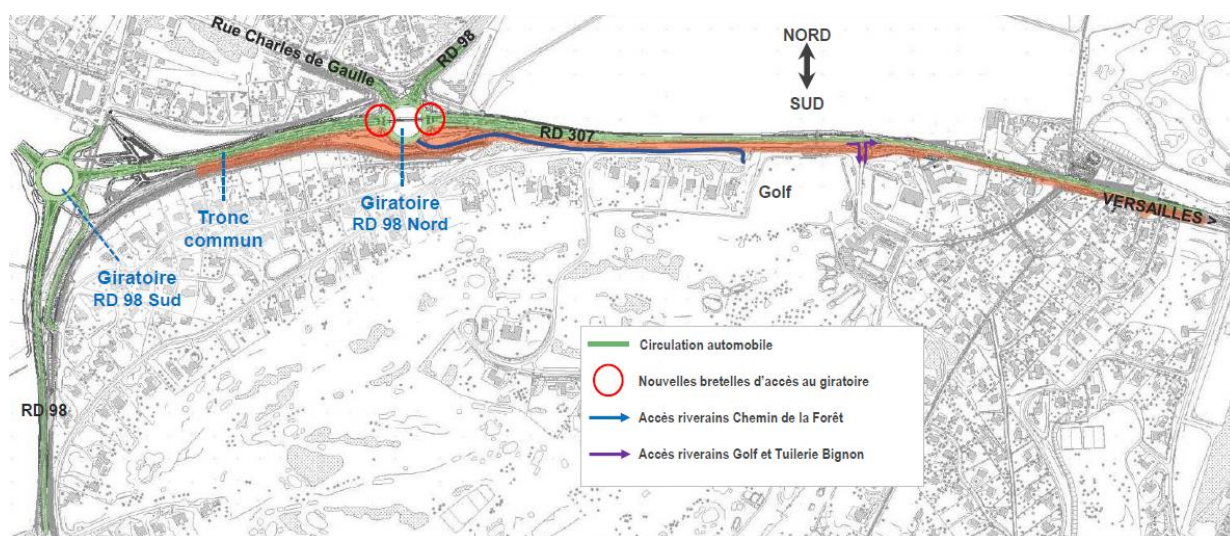 Rue Charles de Gaulle
RD 98
NORD
SUD
RD 307
Giratoire
RD 98 Nord
Golf
VERSAILLES >
Tronc
commun
Giratoire
RD 98 Sud
RD 98
Circulation automobile
Nouvelles bretelles d'accès au giratoire
Accès riverains Chemin de la Forêt
Accès riverains Golf et Tuilerie Bignon